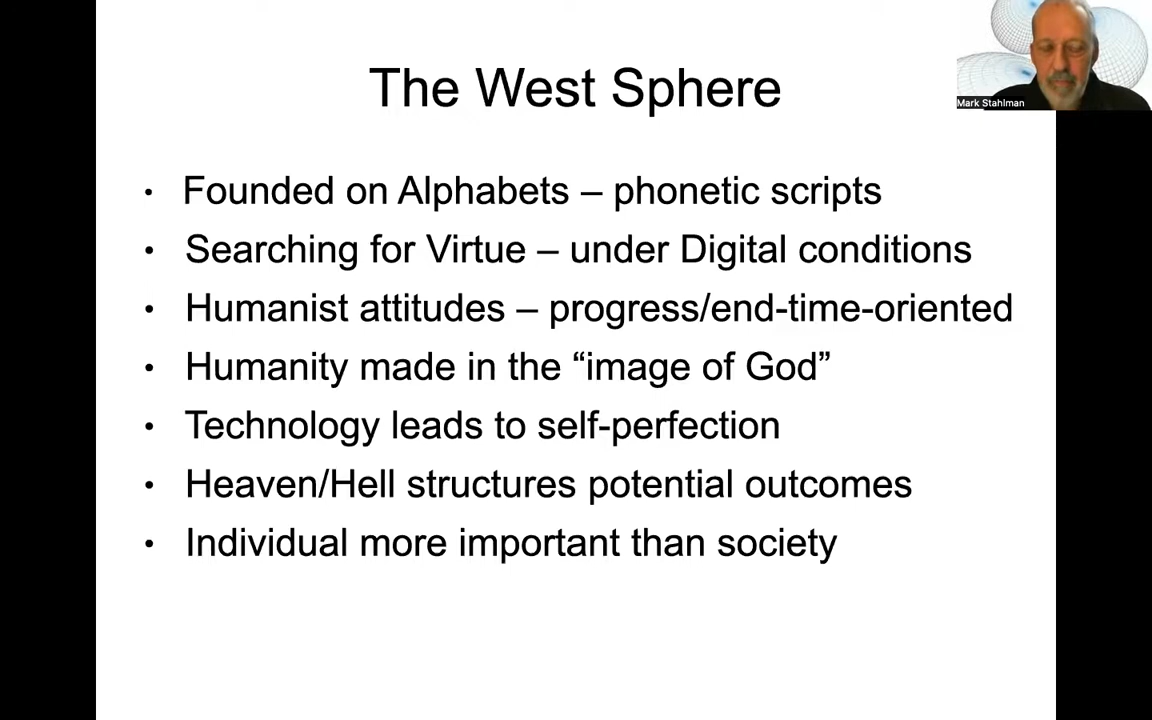 The West Sphere
Mark Stahlman
• Founded on Alphabets – phonetic scripts
• Searching for Virtue – under Digital conditions
• Humanist attitudes – progress/end-time-oriented
• Humanity made in the “image of God”
• Technology leads to self-perfection
• Heaven/Hell structures potential outcomes
• Individual more important than society